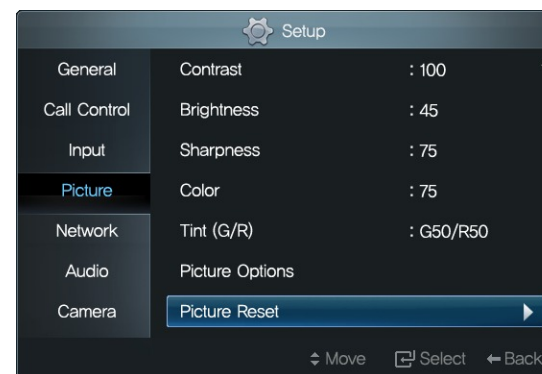 Setup
General
Call Control
Input
Picture
Network
Audio
Camera
Contrast : 100
Brightness : 45
Sharpness : 75
Color : 75
Tint (G/R) : G50/R50
Picture Options
Picture Reset
Move Select Back